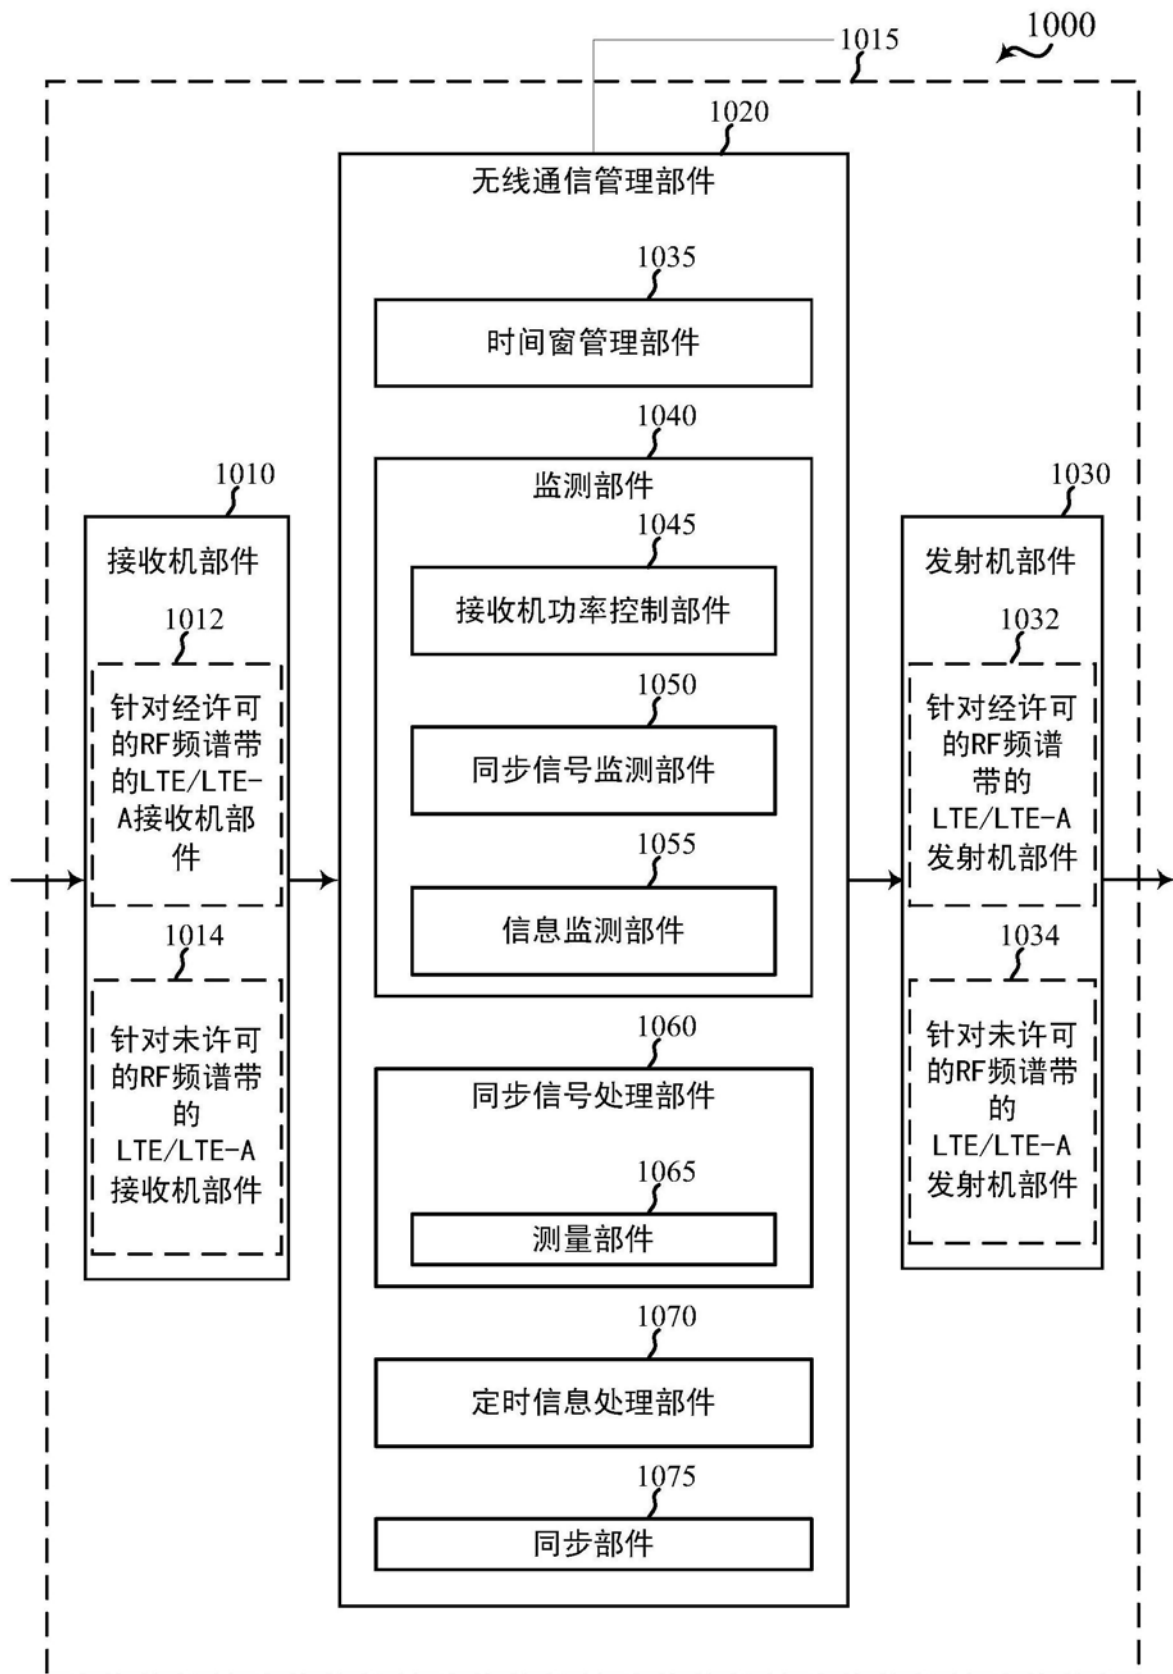 1000
1015
1020
无线通信管理部件
1035
时间窗管理部件
1040
监测部件
1045
接收机功率控制部件
1050
同步信号监测部件
1055
信息监测部件
1060
同步信号处理部件
1065
测量部件
1070
定时信息处理部件
1075
同步部件
1010
接收机部件
1012
针对经许可
的RF频谱带
的LTE/LTE-
A接收机部
件
1014
针对未许可
的RF频谱带
的
LTE/LTE-A
接收机部件
1030
发射机部件
1032
针对经许可
的RF频谱
带的
LTE/LTE-A
发射机部件
1034
针对未许可
的RF频谱带
的
LTE/LTE-A
发射机部件